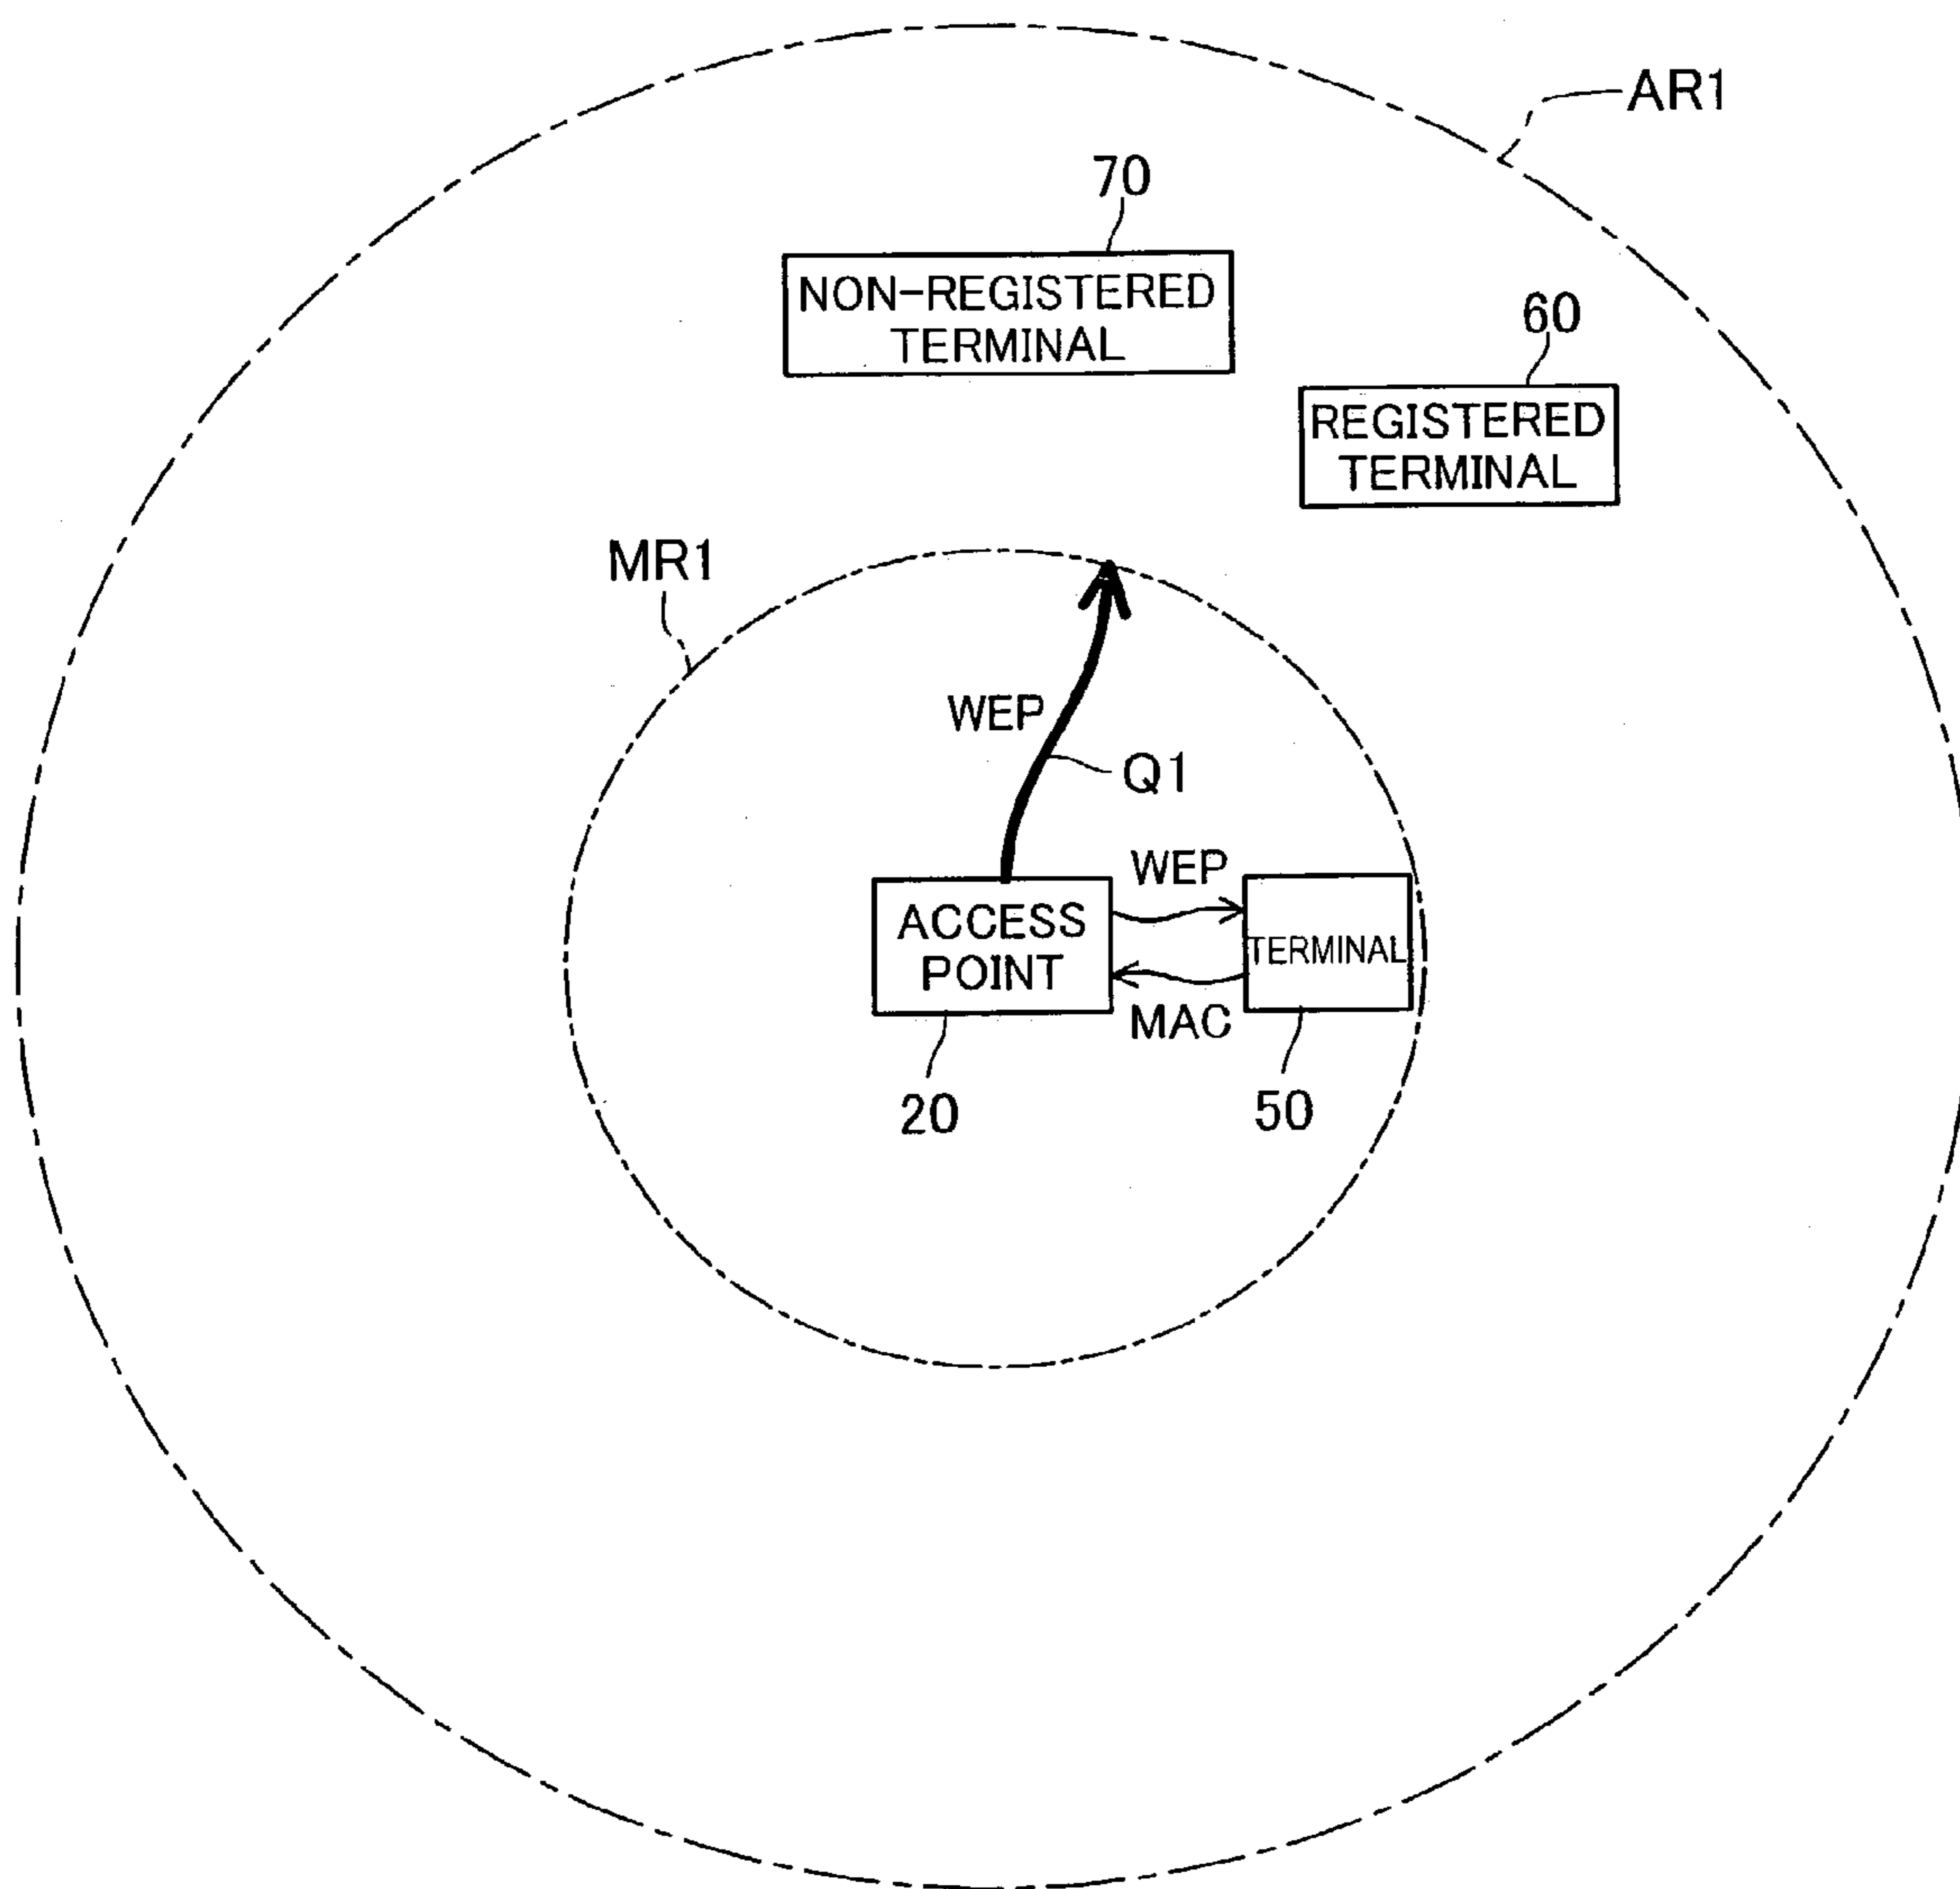 AR1
70
NON-REGISTERED
TERMINAL
60
REGISTERED
TERMINAL
MR1
WEP
Q1
WEP
ACCESS
POINT
TERMINAL
MAC
20
50